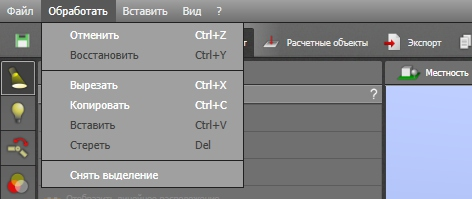 Файл Обработать Вставить Вид ?
Отменить Ctrl+Z
Восстановить Ctrl+Y
Расчетные объекты
Экспорт
Местность
Вырезать Ctrl+X
Копировать Ctrl+C
Вставить Ctrl+V
Стереть Del
Снять выделение
?